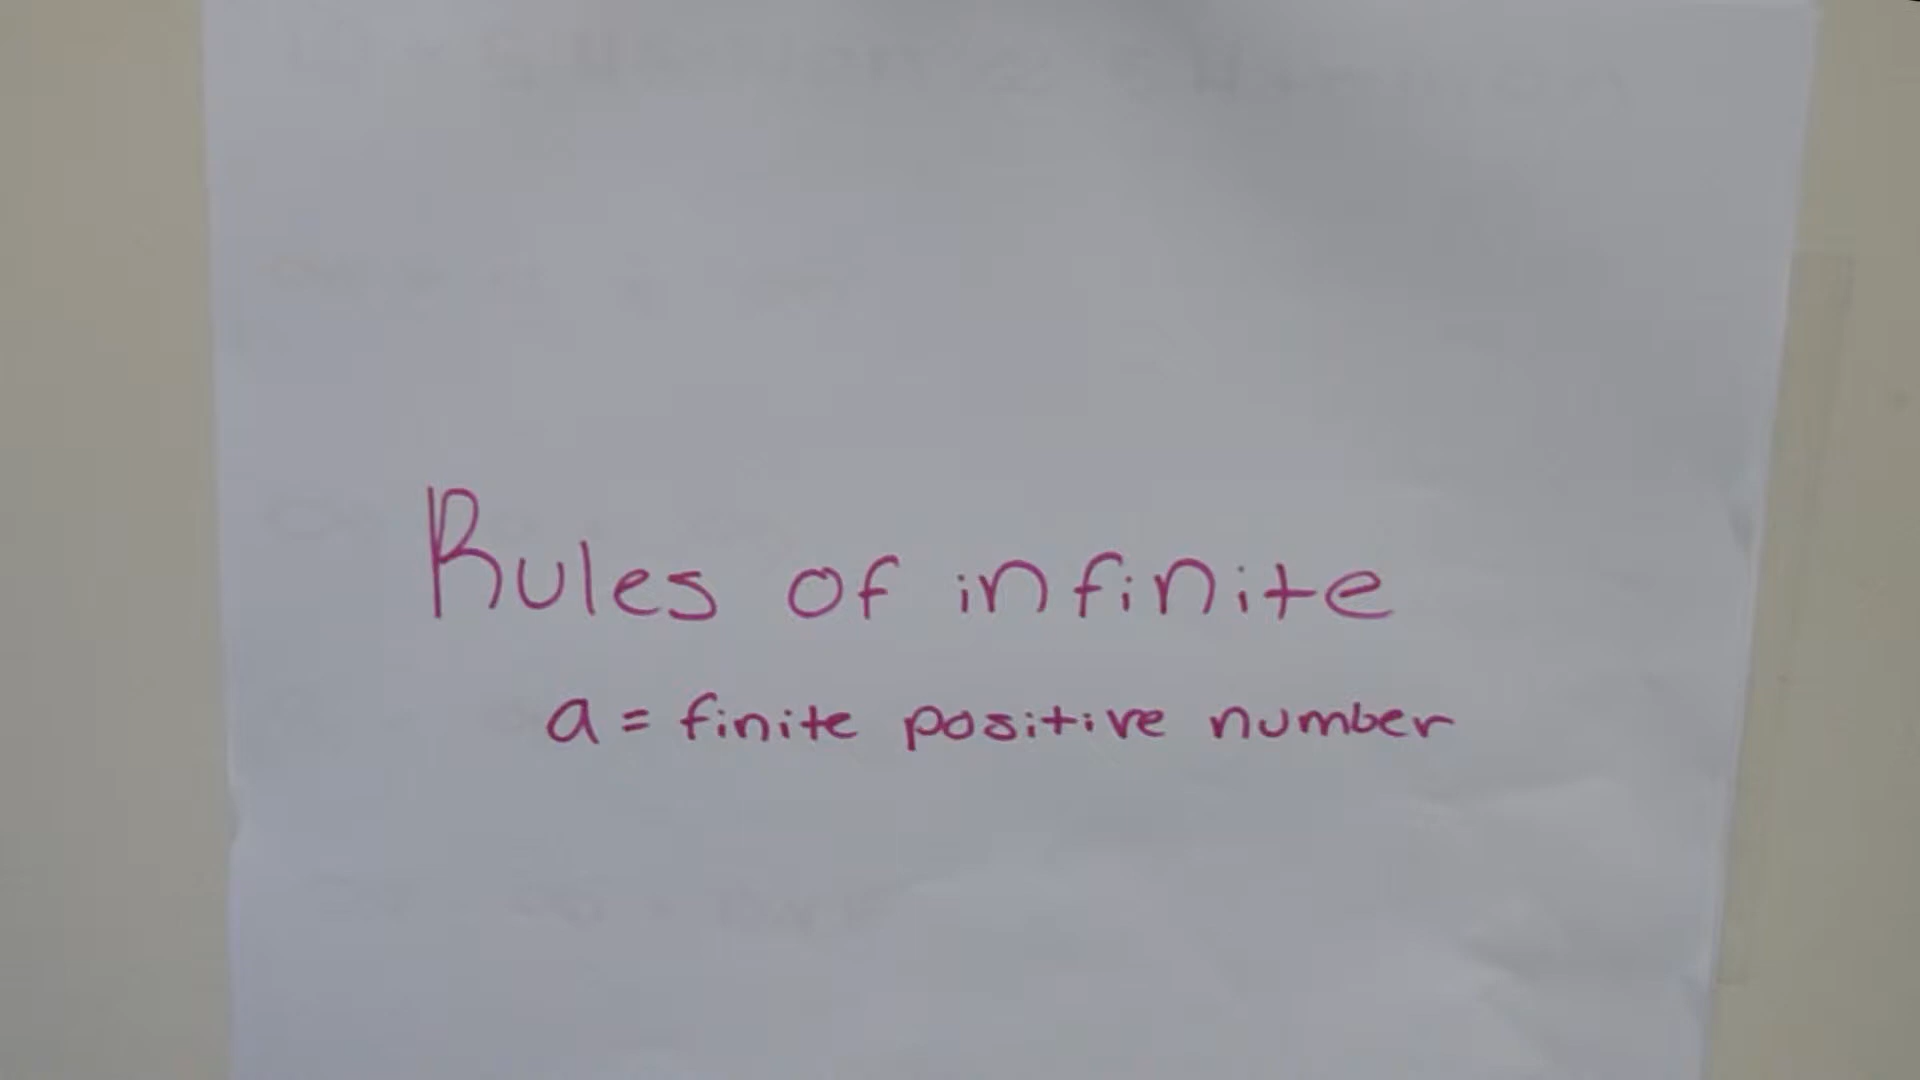 Rules of infinite
a = finite positive number